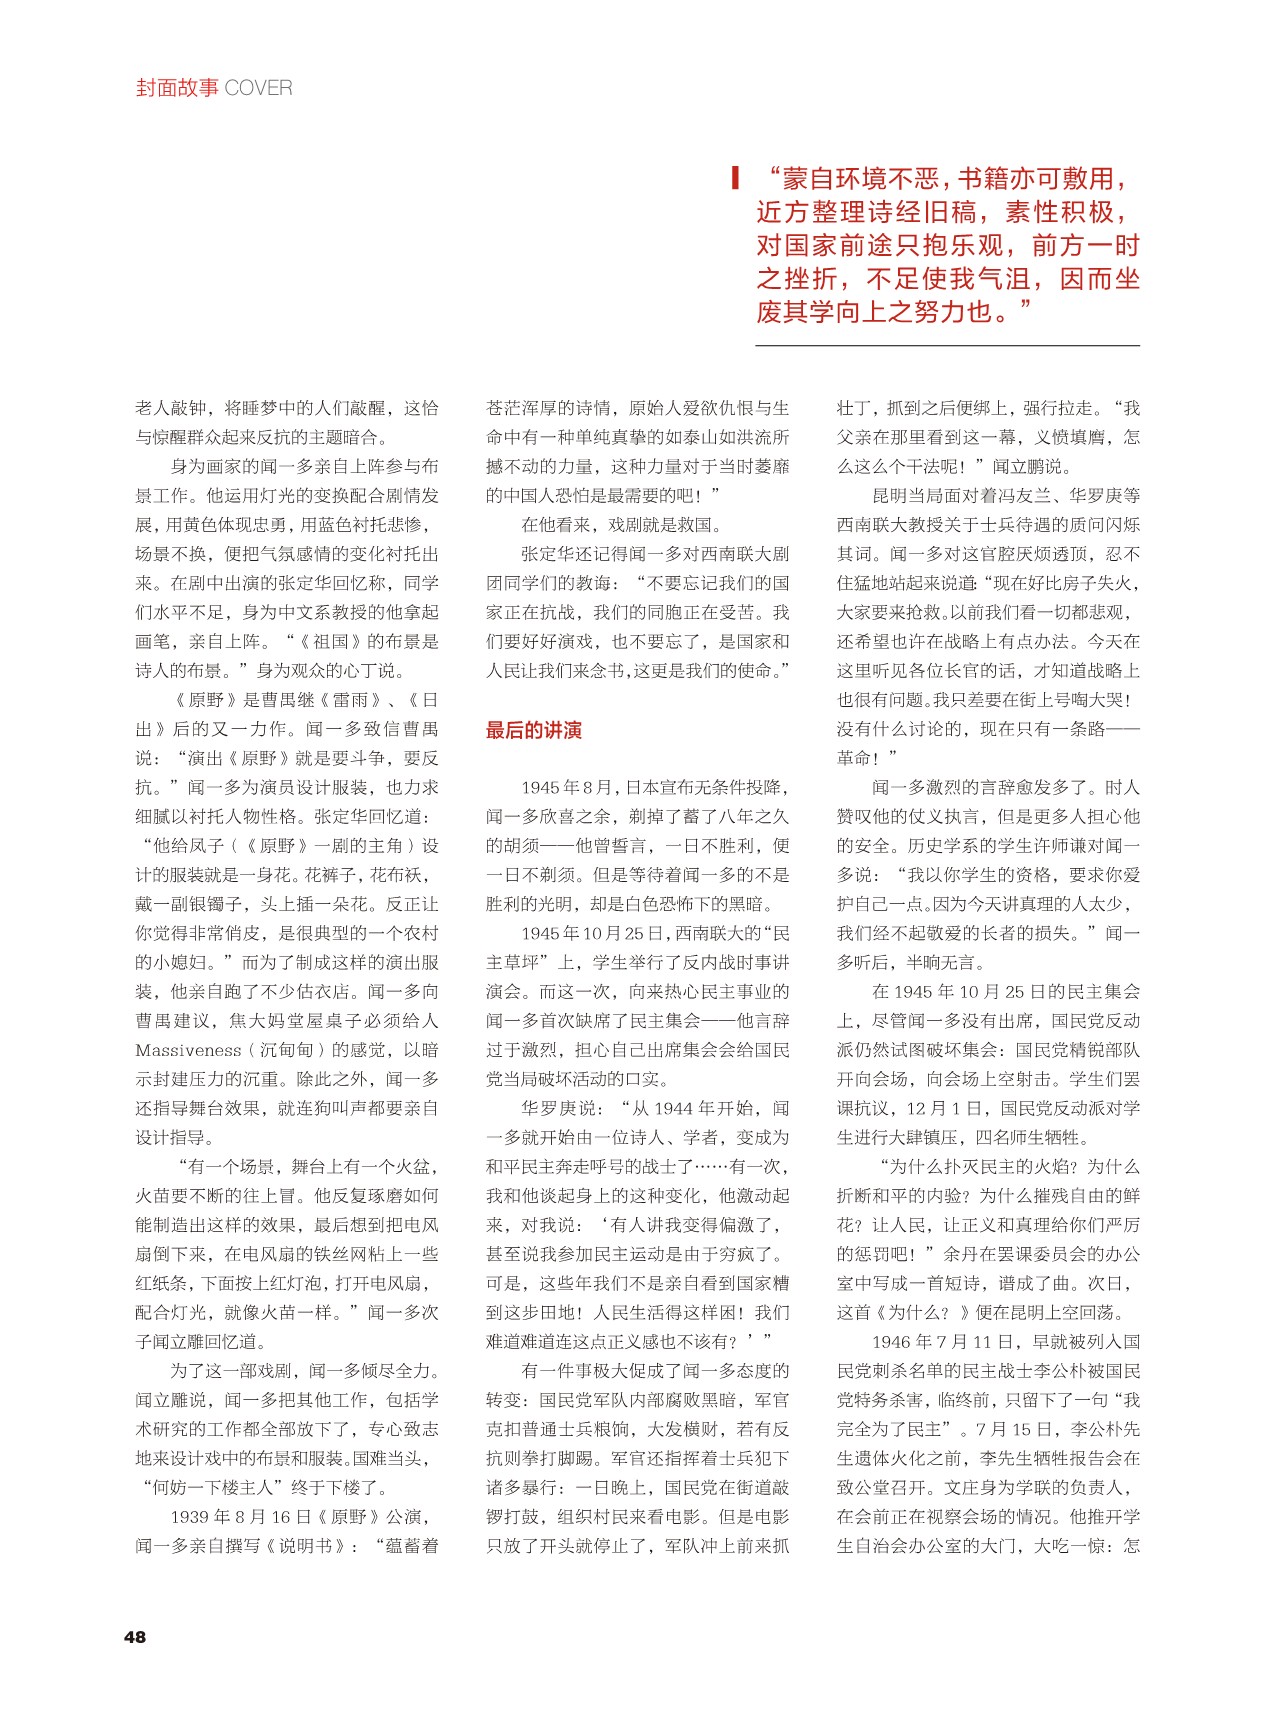 封面故事 COVER
“蒙自环境不恶，书籍亦可敷用，
近方整理诗经旧稿，素性积极，
对国家前途只抱乐观，前方一时
之挫折，不足使我气沮，因而坐
废其学向上之努力也。”
老人敲钟，将睡梦中的人们敲醒，这恰
与惊醒群众起来反抗的主题暗合。
身为画家的闻一多亲自上阵参与布
景工作。他运用灯光的变换配合剧情发
展，用黄色体现忠勇，用蓝色衬托悲惨，
场景不换，便把气氛感情的变化衬托出
来。在剧中出演的张定华回忆称，同学
们水平不足，身为中文系教授的他拿起
画笔，亲自上阵。“《祖国》的布景是
诗人的布景。”身为观众的心丁说。
《原野》是曹禺继《雷雨》、《日
出》后的又一力作。闻一多致信曹禺
说：“演出《原野》就是要斗争，要反
抗。”闻一多为演员设计服装，也力求
细腻以衬托人物性格。张定华回忆道：
“他给凤子（《原野》一剧的主角）设
计的服装就是一身花。花裤子，花布袄，
戴一副银镯子，头上插一朵花。反正让
你觉得非常俏皮，是很典型的一个农村
的小媳妇。”而为了制成这样的演出服
装，他亲自跑了不少估衣店。闻一多向
曹禺建议，焦大妈堂屋桌子必须给人
Massiveness（沉甸甸）的感觉，以暗
示封建压力的沉重。除此之外，闻一多
还指导舞台效果，就连狗叫声都要亲自
设计指导。
“有一个场景，舞台上有一个火盆，
火苗要不断的往上冒。他反复琢磨如何
能制造出这样的效果，最后想到把电风
扇倒下来，在电风扇的铁丝网粘上一些
红纸条，下面按上红灯泡，打开电风扇，
配合灯光，就像火苗一样。”闻一多次
子闻立雕回忆道。
为了这一部戏剧，闻一多倾尽全力。
闻立雕说，闻一多把其他工作，包括学
术研究的工作都全部放下了，专心致志
地来设计戏中的布景和服装。国难当头，
“何妨一下楼主人”终于下楼了。
1939 年 8 月 16 日《原野》公演，
闻一多亲自撰写《说明书》：“蕴蓄着
苍茫浑厚的诗情，原始人爱欲仇恨与生
命中有一种单纯真挚的如泰山如洪流所
撼不动的力量，这种力量对于当时萎靡
的中国人恐怕是最需要的吧！”
在他看来，戏剧就是救国。
张定华还记得闻一多对西南联大剧
团同学们的教诲：“不要忘记我们的国
家正在抗战，我们的同胞正在受苦。我
们要好好演戏，也不要忘了，是国家和
人民让我们来念书，这更是我们的使命。”
最后的讲演
1945 年 8 月，日本宣布无条件投降，
闻一多欣喜之余，剃掉了蓄了八年之久
的胡须——他曾誓言，一日不胜利，便
一日不剃须。但是等待着闻一多的不是
胜利的光明，却是白色恐怖下的黑暗。
1945 年 10 月 25 日，西南联大的“民
主草坪”上，学生举行了反内战时事讲
演会。而这一次，向来热心民主事业的
闻一多首次缺席了民主集会——他言辞
过于激烈，担心自己出席集会会给国民
党当局破坏活动的口实。
华罗庚说：“从 1944 年开始，闻
一多就开始由一位诗人、学者，变成为
和平民主奔走呼号的战士了……有一次，
我和他谈起身上的这种变化，他激动起
来，对我说：‘有人讲我变得偏激了，
甚至说我参加民主运动是由于穷疯了。
可是，这些年我们不是亲自看到国家糟
到这步田地！人民生活得这样困！我们
难道难道连这点正义感也不该有？’”
有一件事极大促成了闻一多态度的
转变：国民党军队内部腐败黑暗，军官
克扣普通士兵粮饷，大发横财，若有反
抗则拳打脚踢。军官还指挥着士兵犯下
诸多暴行：一日晚上，国民党在街道敲
锣打鼓，组织村民来看电影。但是电影
只放了开头就停止了，军队冲上前来抓
壮丁，抓到之后便绑上，强行拉走。“我
父亲在那里看到这一幕，义愤填膺，怎
么这么个干法呢！”闻立鹏说。
昆明当局面对着冯友兰、华罗庚等
西南联大教授关于士兵待遇的质问闪烁
其词。闻一多对这官腔厌烦透顶，忍不
住猛地站起来说道：“现在好比房子失火，
大家要来抢救。以前我们看一切都悲观，
还希望也许在战略上有点办法。今天在
这里听见各位长官的话，才知道战略上
也很有问题。我只差要在街上号啕大哭！
没有什么讨论的，现在只有一条路——
革命！”
闻一多激烈的言辞愈发多了。时人
赞叹他的仗义执言，但是更多人担心他
的安全。历史学系的学生许师谦对闻一
多说：“我以你学生的资格，要求你爱
护自己一点。因为今天讲真理的人太少，
我们经不起敬爱的长者的损失。”闻一
多听后，半晌无言。
在 1945 年 10 月 25 日的民主集会
上，尽管闻一多没有出席，国民党反动
派仍然试图破坏集会：国民党精锐部队
开向会场，向会场上空射击。学生们罢
课抗议，12 月 1 日，国民党反动派对学
生进行大肆镇压，四名师生牺牲。
“为什么扑灭民主的火焰？为什么
折断和平的内验？为什么摧残自由的鲜
花？让人民，让正义和真理给你们严厉
的惩罚吧！”余丹在罢课委员会的办公
室中写成一首短诗，谱成了曲。次日，
这首《为什么？》便在昆明上空回荡。
1946 年 7 月 11 日，早就被列入国
民党刺杀名单的民主战士李公朴被国民
党特务杀害，临终前，只留下了一句“我
完全为了民主”。7 月 15 日，李公朴先
生遗体火化之前，李先生牺牲报告会在
致公堂召开。文庄身为学联的负责人，
在会前正在视察会场的情况。他推开学
生自治会办公室的大门，大吃一惊：怎
48